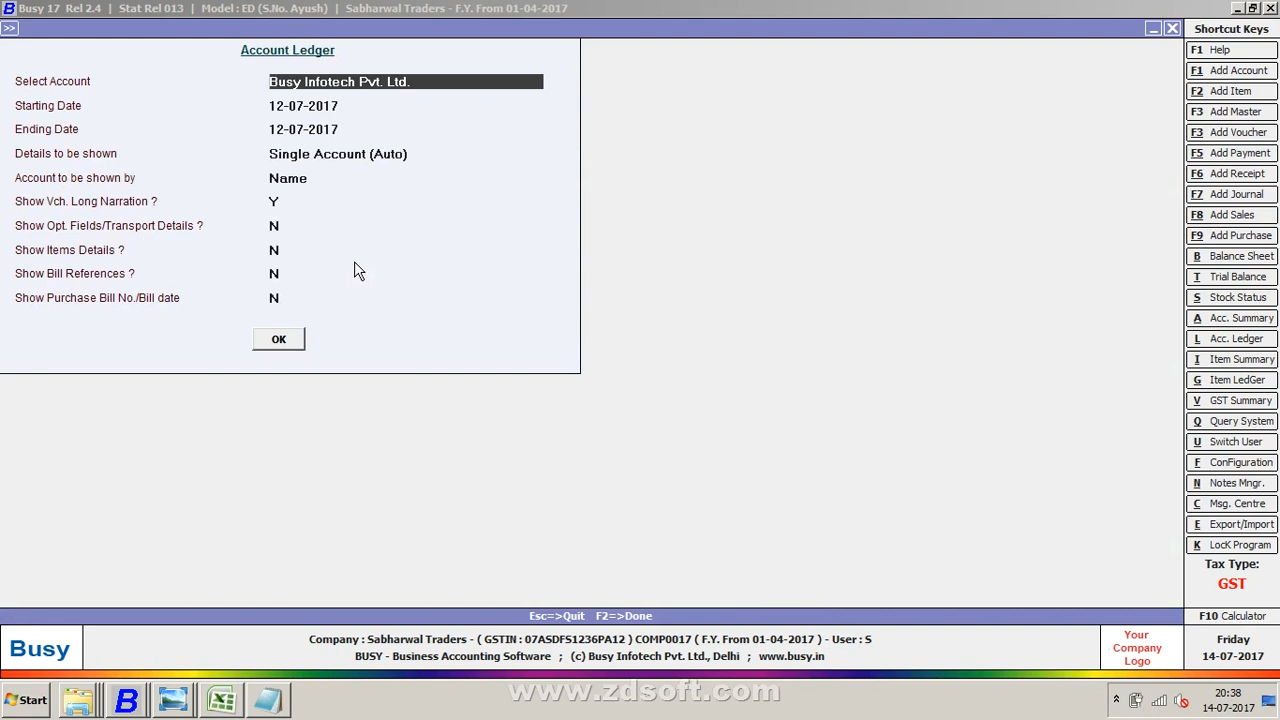 Busy 17 Rel 2.4 | Stat Rel 013 | Model : ED (S.No. Ayush) | Sabharwal Traders - F.Y. From 01-04-2017
>>
Account Ledger
Select Account Busy Infotech Pvt. Ltd.
Starting Date 12-07-2017
Ending Date 12-07-2017
Details to be shown Single Account (Auto)
Account to be shown by Name
Show Vch. Long Narration ? Y
Show Opt. Fields/Transport Details ? N
Show Items Details ? N
Show Bill References ? N
Show Purchase Bill No./Bill date N
OK
Shortcut Keys
F1 Help
F1 Add Account
F2 Add Item
F3 Add Master
F3 Add Voucher
F5 Add Payment
F6 Add Receipt
F7 Add Journal
F8 Add Sales
F9 Add Purchase
B Balance Sheet
T Trial Balance
S Stock Status
A Acc. Summary
L Acc. Ledger
I Item Summary
G Item LedGer
V GST Summary
Q Query System
U Switch User
F ConFiguration
N Notes Mngr.
C Msg. Centre
E Export/Import
K LocK Program
Tax Type:
GST
Esc=>Quit F2=>Done
F10 Calculator
Busy
Company : Sabharwal Traders - ( GSTIN : 07ASDFS1236PA12 ) COMP0017 ( F.Y. From 01-04-2017 ) - User : S
BUSY - Business Accounting Software ; (c) Busy Infotech Pvt. Ltd., Delhi ; www.busy.in
Your
Company
Logo
Friday
14-07-2017
Start
B
www.zdsoft.com
20:38
14-07-2017